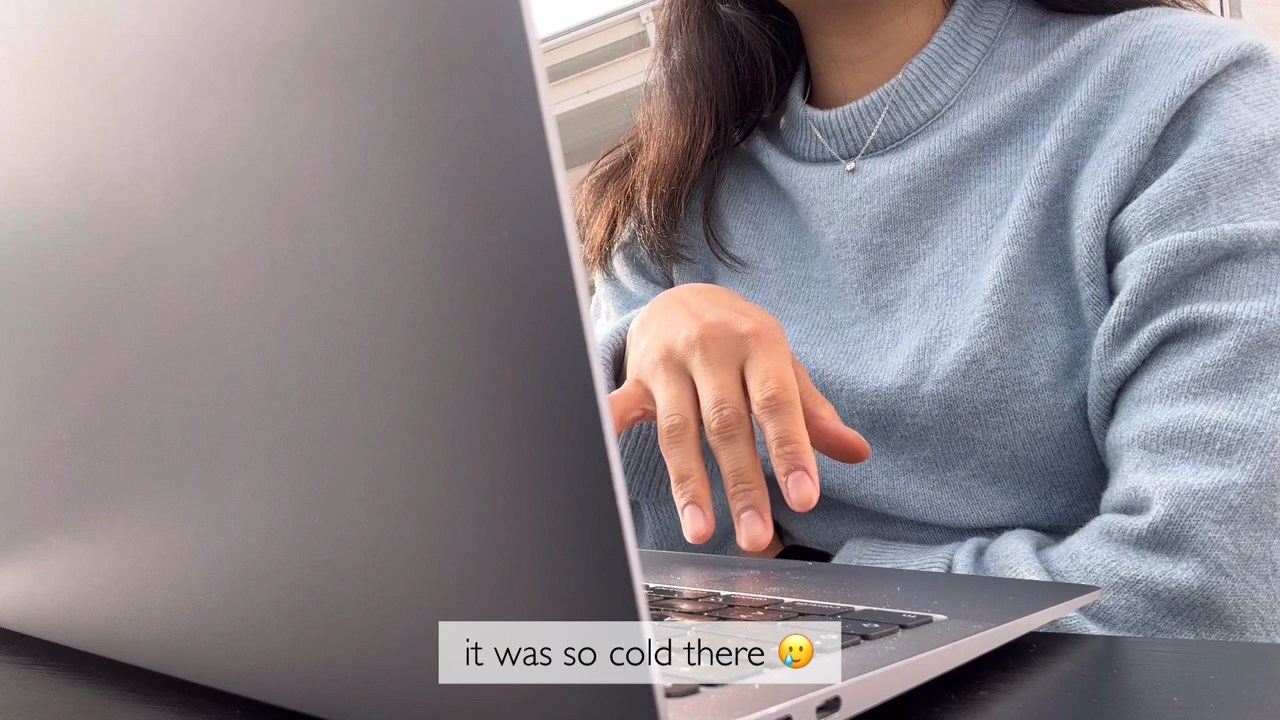 it was so cold there 🥲